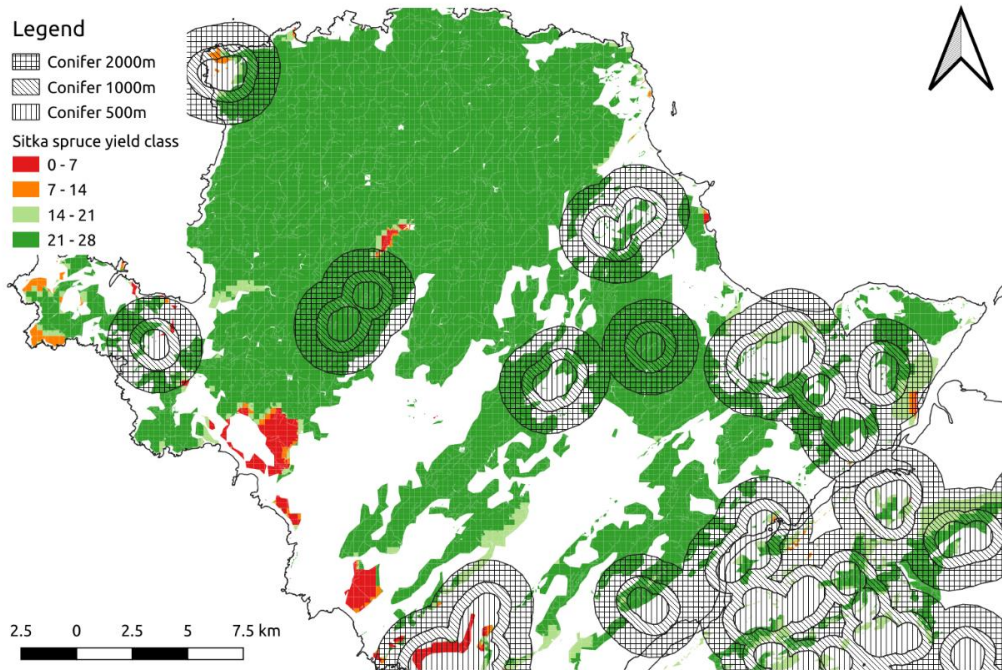 Legend
Conifer 2000m
Conifer 1000m
Conifer 500m
Sitka spruce yield class
0 - 7
7 - 14
14 - 21
21 - 28
2.5 0 2.5 5 7.5 km